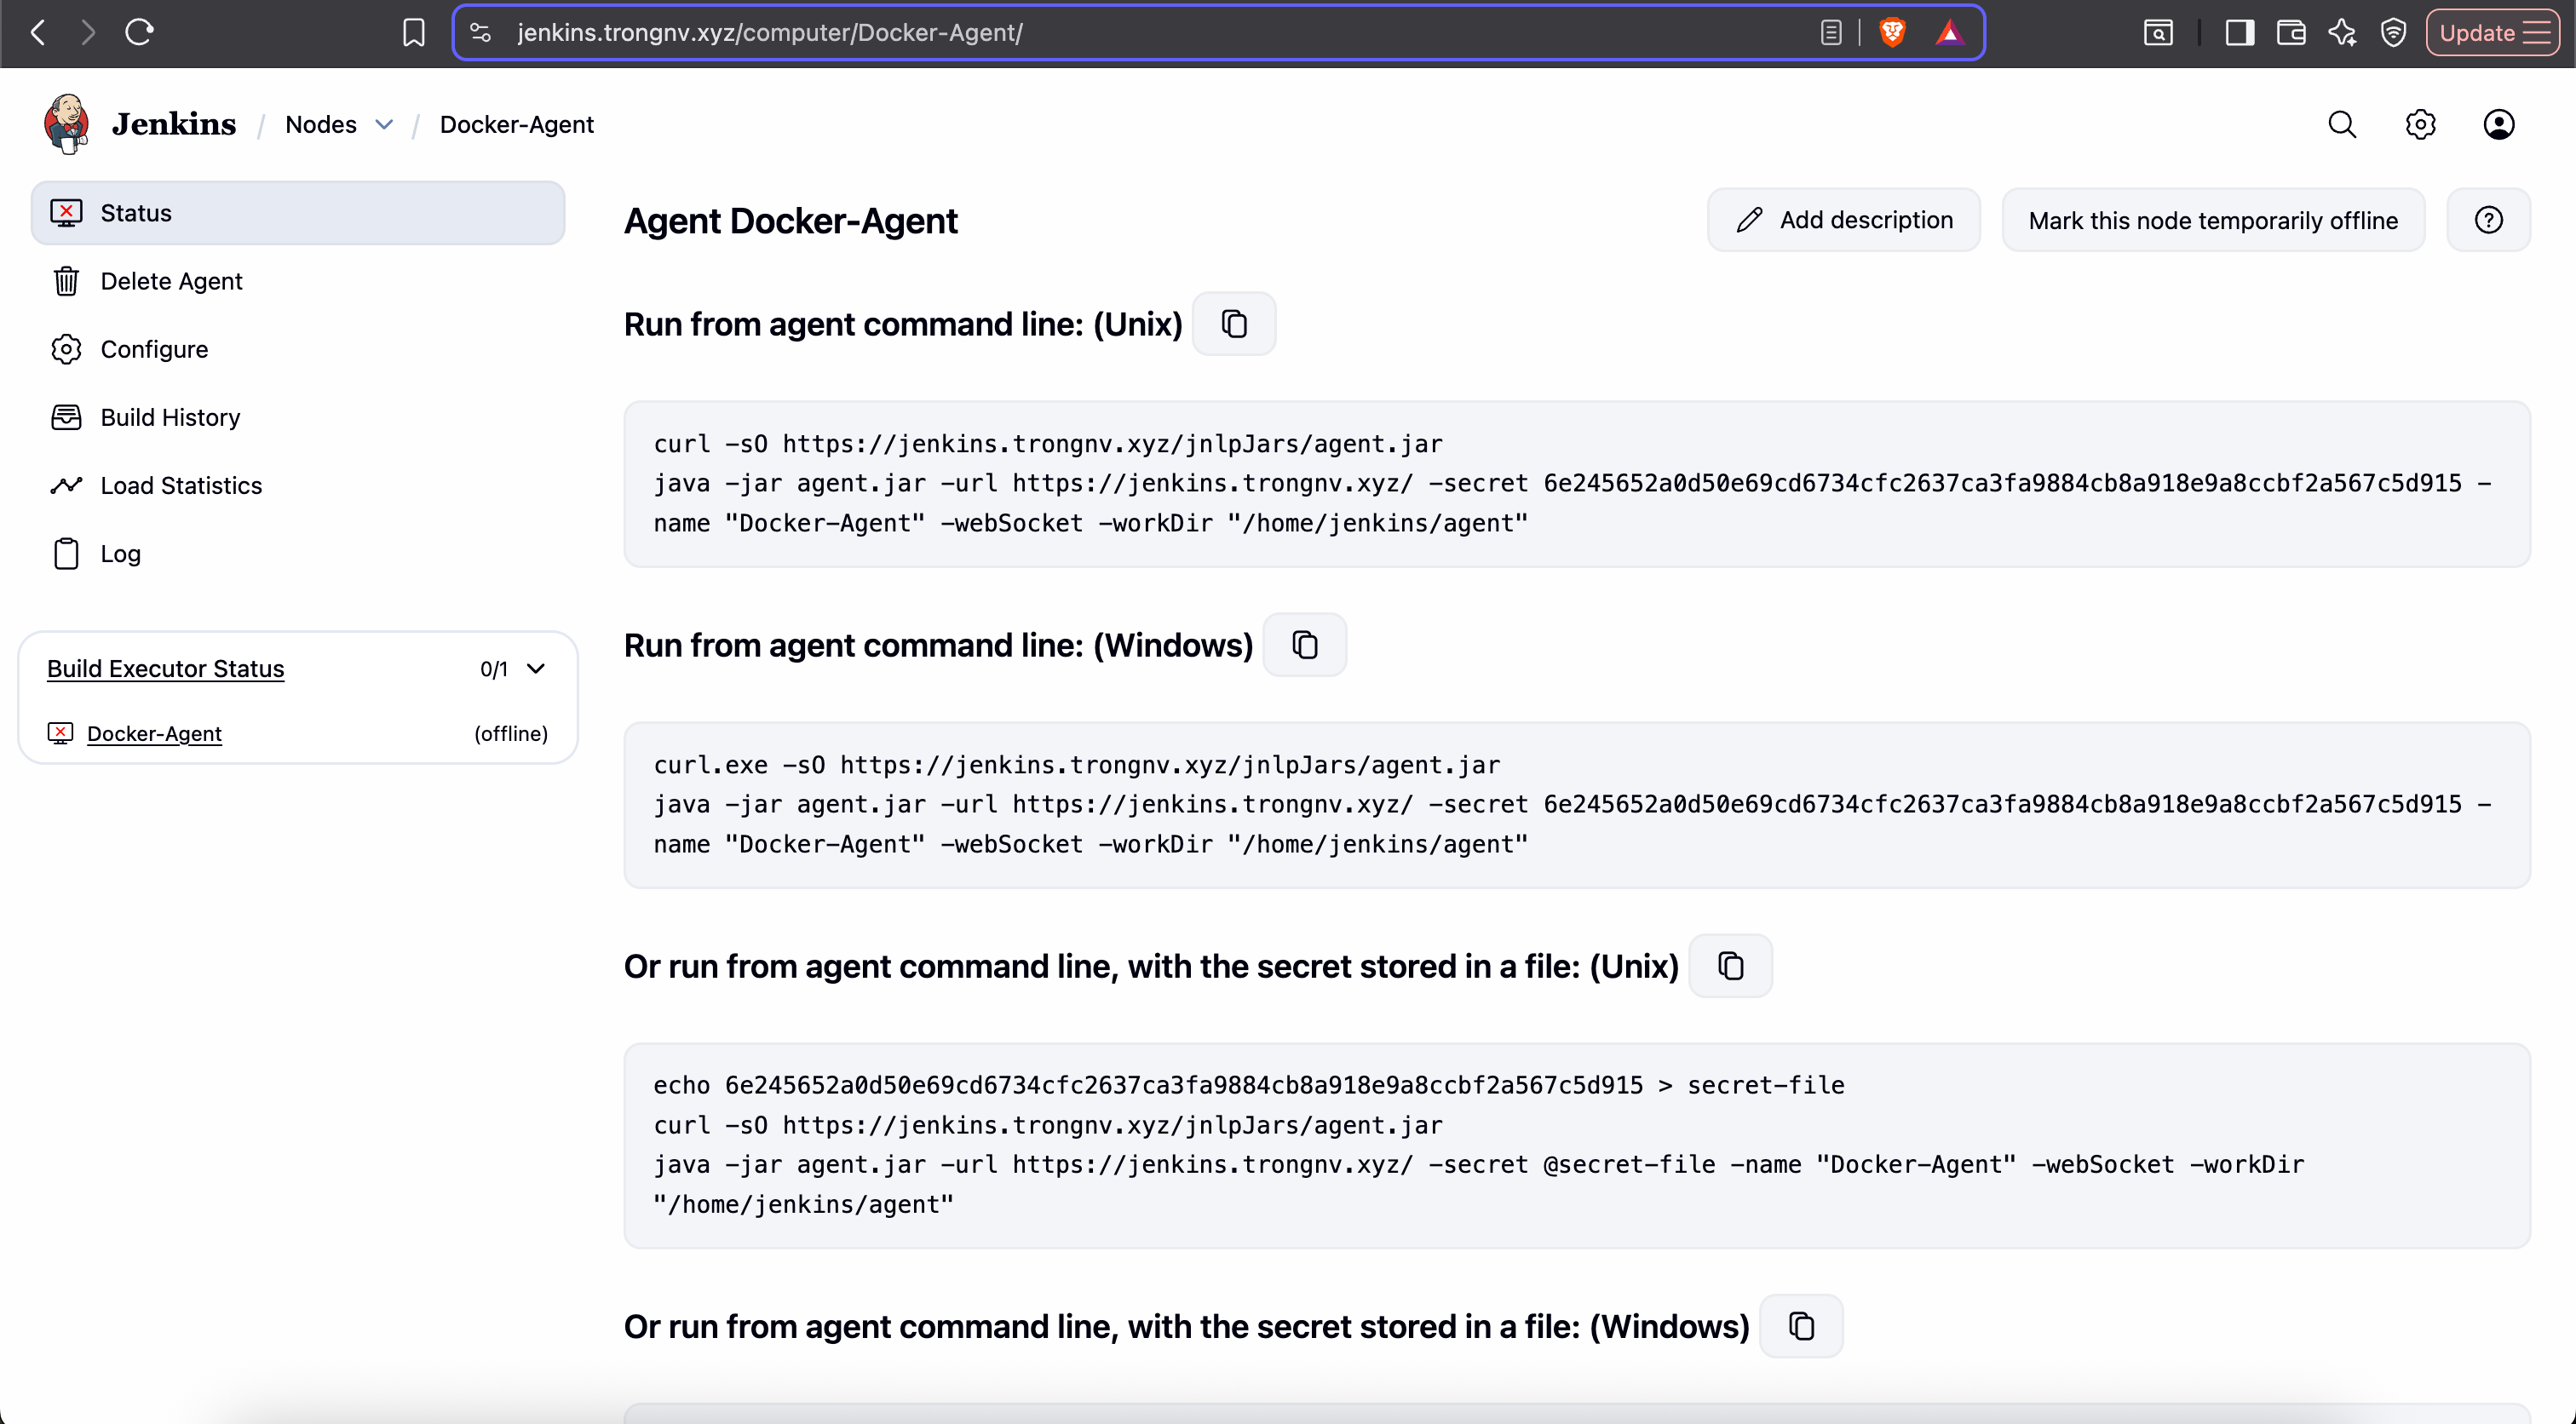 jenkins.trongnv.xyz/computer/Docker-Agent/
Update
Jenkins / Nodes / Docker-Agent
Status
Delete Agent
Configure
Build History
Load Statistics
Log
Build Executor Status 0/1
Docker-Agent (offline)
Agent Docker-Agent
Add description
Mark this node temporarily offline
Run from agent command line: (Unix)
curl -sO https://jenkins.trongnv.xyz/jnlpJars/agent.jar
java -jar agent.jar -url https://jenkins.trongnv.xyz/ -secret 6e245652a0d50e69cd6734cfc2637ca3fa9884cb8a918e9a8ccbf2a567c5d915 -
name "Docker-Agent" -webSocket -workDir "/home/jenkins/agent"
Run from agent command line: (Windows)
curl.exe -sO https://jenkins.trongnv.xyz/jnlpJars/agent.jar
java -jar agent.jar -url https://jenkins.trongnv.xyz/ -secret 6e245652a0d50e69cd6734cfc2637ca3fa9884cb8a918e9a8ccbf2a567c5d915 -
name "Docker-Agent" -webSocket -workDir "/home/jenkins/agent"
Or run from agent command line, with the secret stored in a file: (Unix)
echo 6e245652a0d50e69cd6734cfc2637ca3fa9884cb8a918e9a8ccbf2a567c5d915 > secret-file
curl -sO https://jenkins.trongnv.xyz/jnlpJars/agent.jar
java -jar agent.jar -url https://jenkins.trongnv.xyz/ -secret @secret-file -name "Docker-Agent" -webSocket -workDir
"/home/jenkins/agent"
Or run from agent command line, with the secret stored in a file: (Windows)